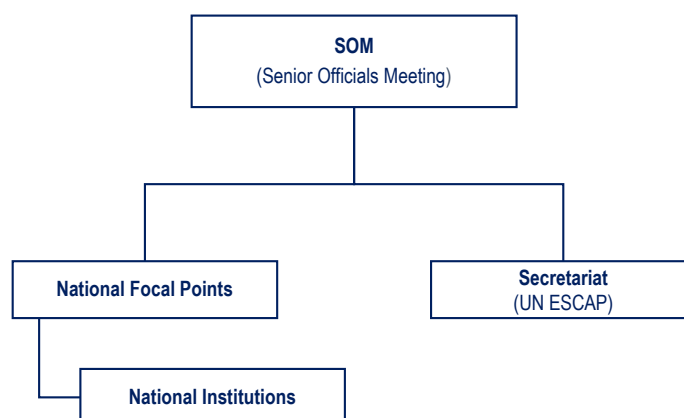 SOM
(Senior Officials Meeting)
National Focal Points
Secretariat
(UN ESCAP)
National Institutions